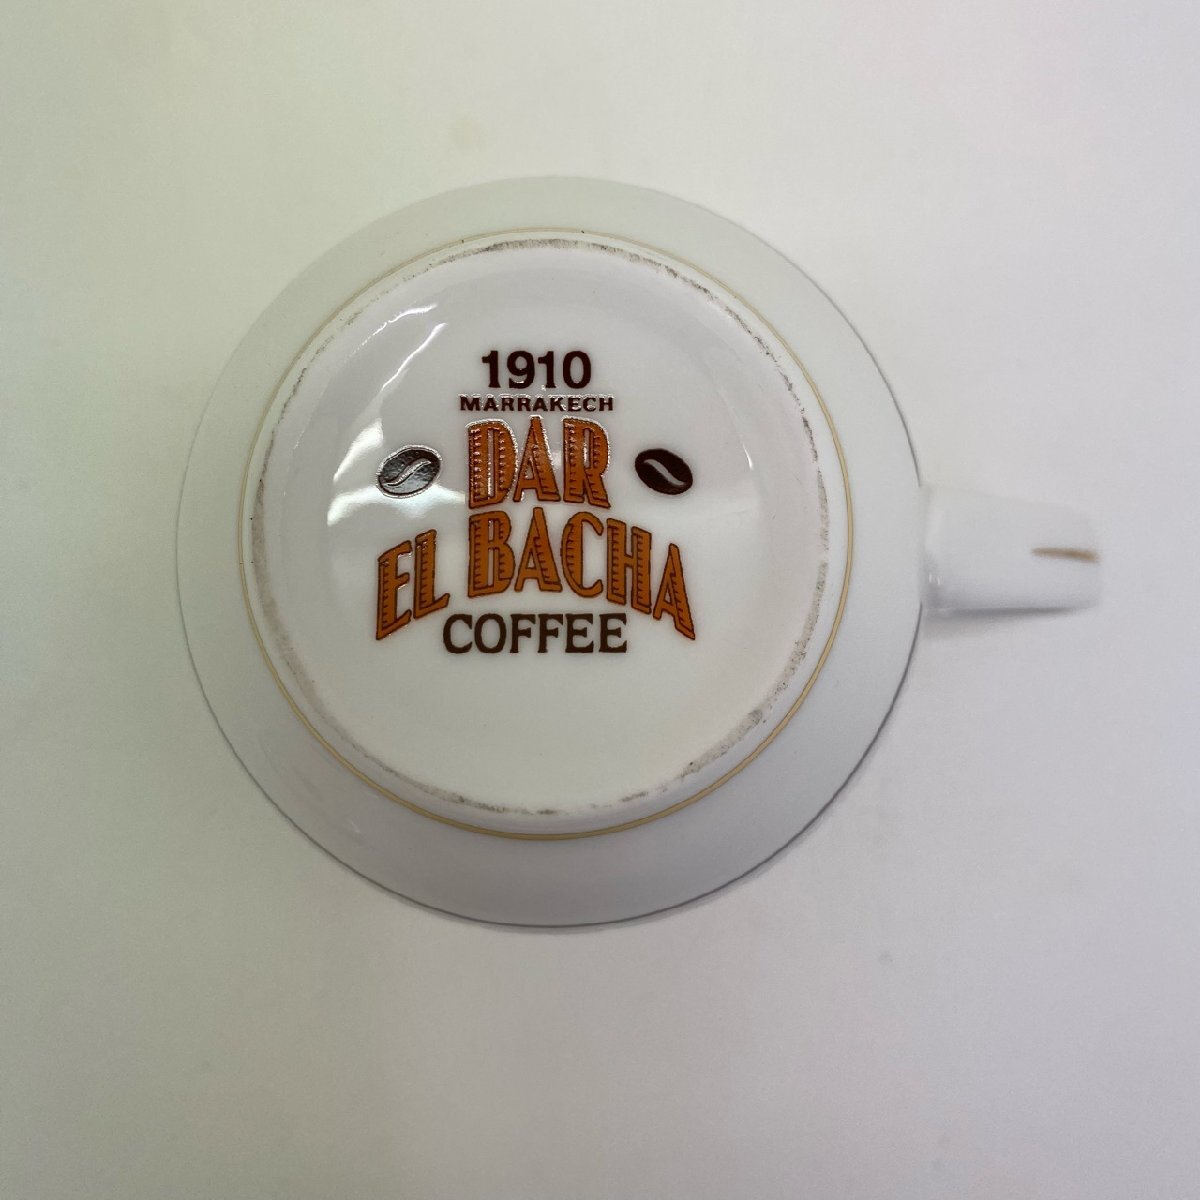 1910
MARRAKECH
DAR
EL BACHA
COFFEE